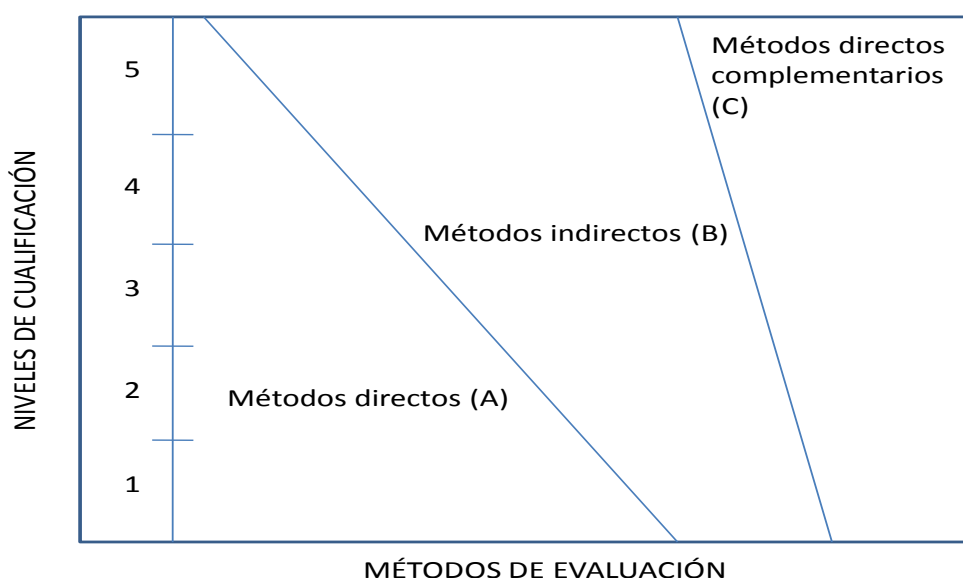 NIVELES DE CUALIFICACIÓN
5
4
3
2
1
Métodos directos
complementarios
(C)
Métodos indirectos (B)
Métodos directos (A)
MÉTODOS DE EVALUACIÓN